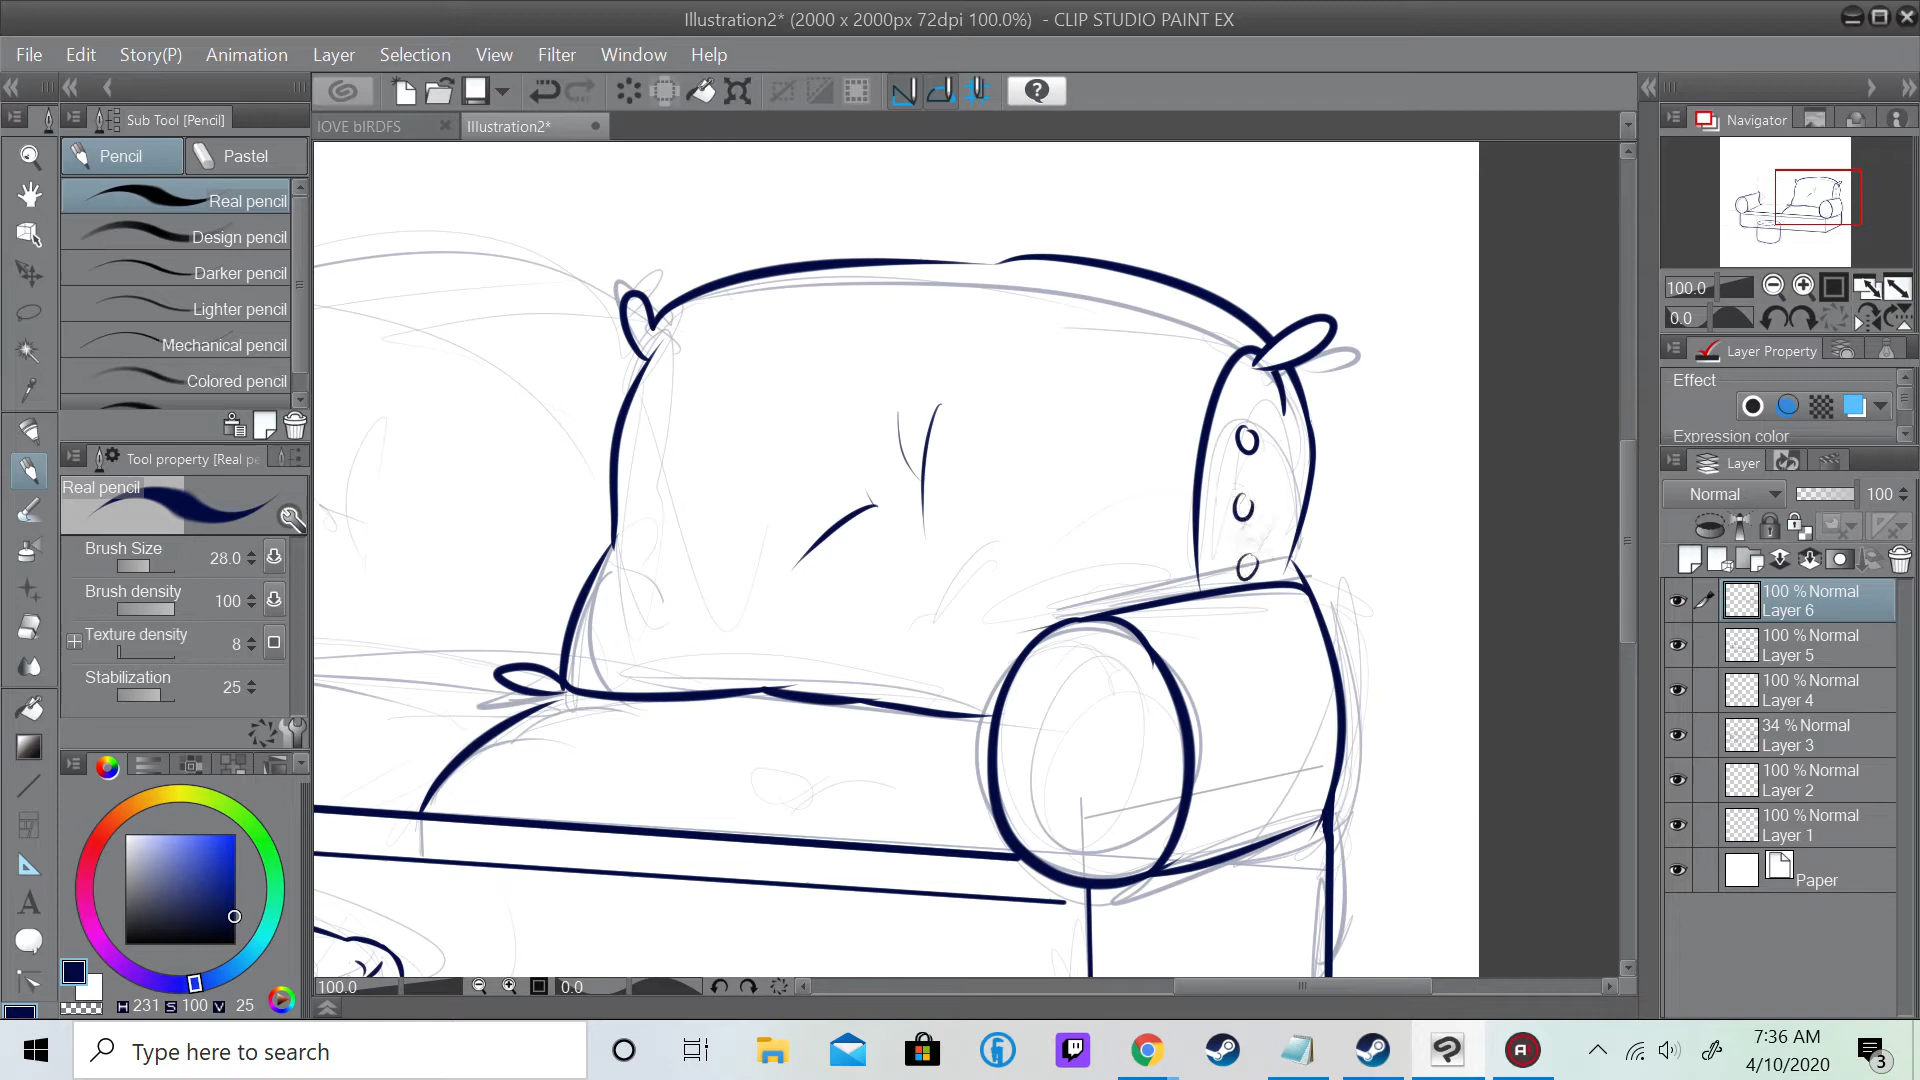 Illustration2* (2000 x 2000px 72dpi 100.0%)  - CLIP STUDIO PAINT EX
File Edit Story(P) Animation Layer Selection View Filter Window Help
Sub Tool [Pencil]
Pencil Pastel
Real pencil
Design pencil
Darker pencil
Lighter pencil
Mechanical pencil
Colored pencil
Tool property [Real pe
Real pencil
Brush Size 28.0
Brush density 100
Texture density 8
Stabilization 25
H 231 S 100 V 25
IOVE bIRDFS
Illustration2*
100.0 0.0
Navigator
100.0
0.0
Layer Property
Effect
Expression color
Layer
Normal 100
100 % Normal
Layer 6
100 % Normal
Layer 5
100 % Normal
Layer 4
34 % Normal
Layer 3
100 % Normal
Layer 2
100 % Normal
Layer 1
Paper
Type here to search
7:36 AM
4/10/2020
3